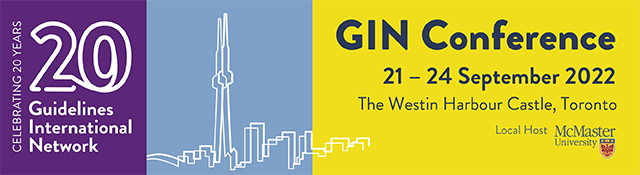 CELEBRATING 20 YEARS
20
Guidelines
International
Network
GIN Conference
21 – 24 September 2022
The Westin Harbour Castle, Toronto
Local Host
McMaster
University